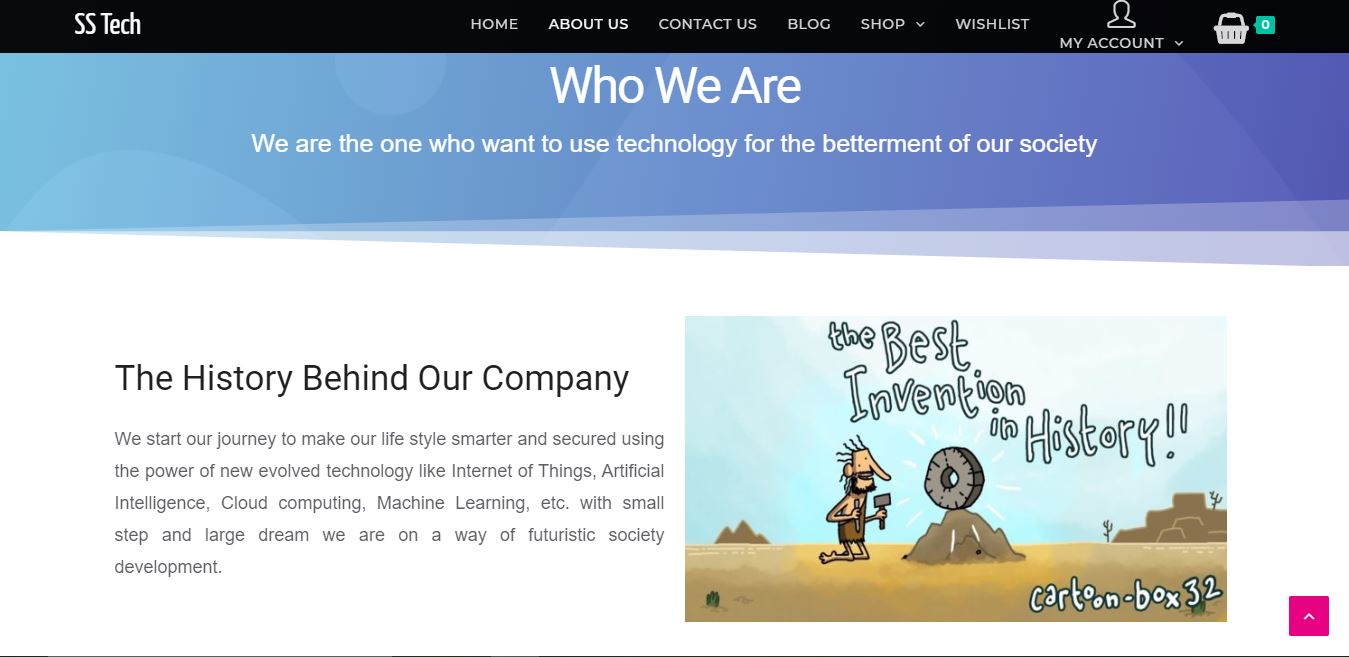 SS Tech
HOME
ABOUT US
CONTACT US
BLOG
SHOP
WISHLIST
MY ACCOUNT
0
Who We Are
We are the one who want to use technology for the betterment of our society
The History Behind Our Company
We start our journey to make our life style smarter and secured using
the power of new evolved technology like Internet of Things, Artificial
Intelligence, Cloud computing, Machine Learning, etc. with small
step and large dream we are on a way of futuristic society
development.
the Best
Invention
in History!!
cartoon-box 32